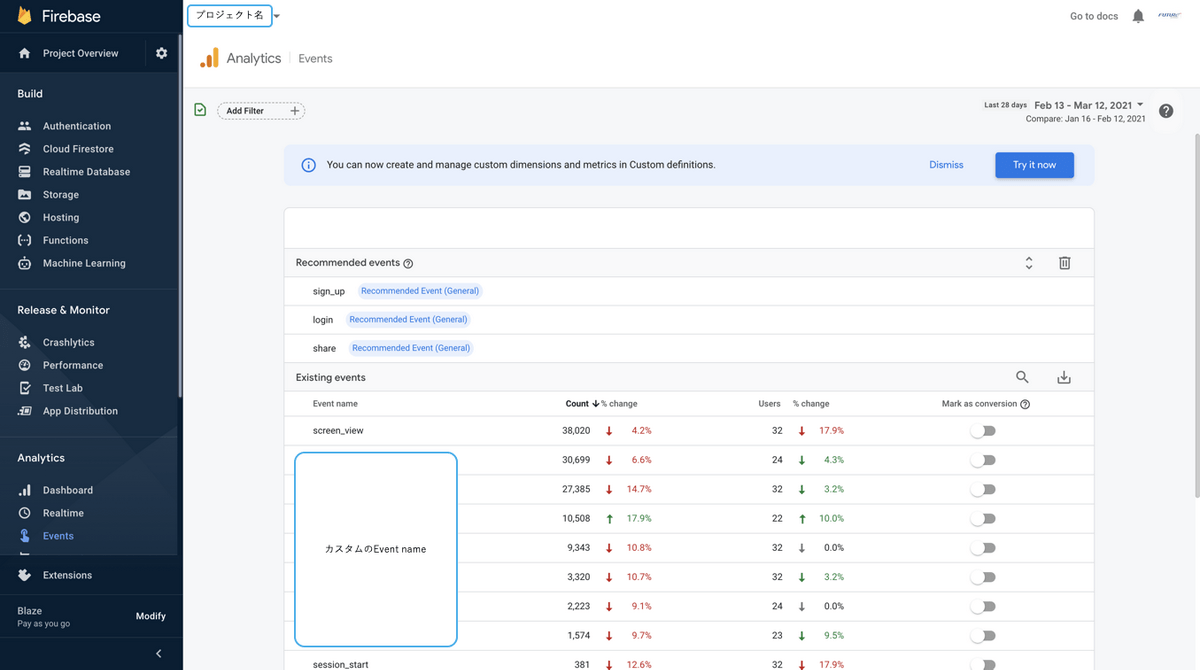 Firebase
プロジェクト名
Go to docs
Project Overview
Analytics
Events
Build
Authentication
Cloud Firestore
Realtime Database
Storage
Hosting
Functions
Machine Learning
Release & Monitor
Crashlytics
Performance
Test Lab
App Distribution
Analytics
Dashboard
Realtime
Events
Extensions
Blaze
Pay as you go
Modify
Add Filter
Last 28 days Feb 13 - Mar 12, 2021
Compare: Jan 16 - Feb 12, 2021
You can now create and manage custom dimensions and metrics in Custom definitions.
Dismiss
Try it now
Recommended events
sign_up Recommended Event (General)
login Recommended Event (General)
share Recommended Event (General)
Existing events
Event name Count % change Users % change Mark as conversion
screen_view 38,020 4.2% 32 17.9%
30,699 6.6% 24 4.3%
27,385 14.7% 32 3.2%
10,508 17.9% 22 10.0%
カスタムのEvent name 9,343 10.8% 32 0.0%
3,320 10.7% 32 3.2%
2,223 9.1% 24 0.0%
1,574 9.7% 23 9.5%
session_start 381 12.6% 32 17.9%